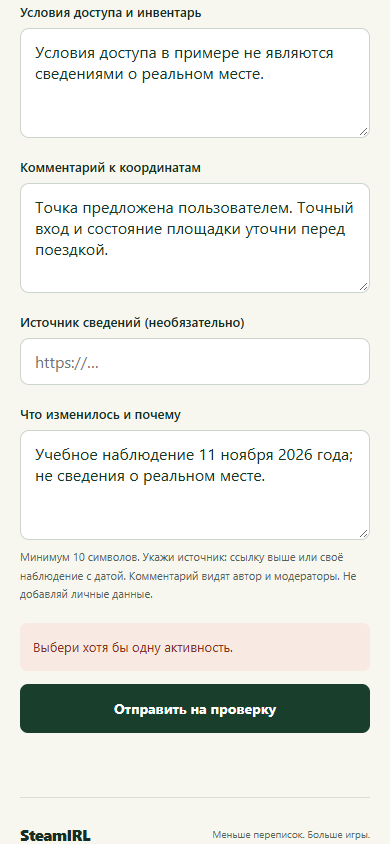 Условия доступа и инвентарь
Условия доступа в примере не являются
сведениями о реальном месте.
Комментарий к координатам
Точка предложена пользователем. Точный
вход и состояние площадки уточни перед
поездкой.
Источник сведений (необязательно)
https://...
Что изменилось и почему
Учебное наблюдение 11 ноября 2026 года;
не сведения о реальном месте.
Минимум 10 символов. Укажи источник: ссылку выше или своё
наблюдение с датой. Комментарий видят автор и модераторы. Не
добавляй личные данные.
Выбери хотя бы одну активность.
Отправить на проверку
SteamIRL
Меньше переписок. Больше игры.